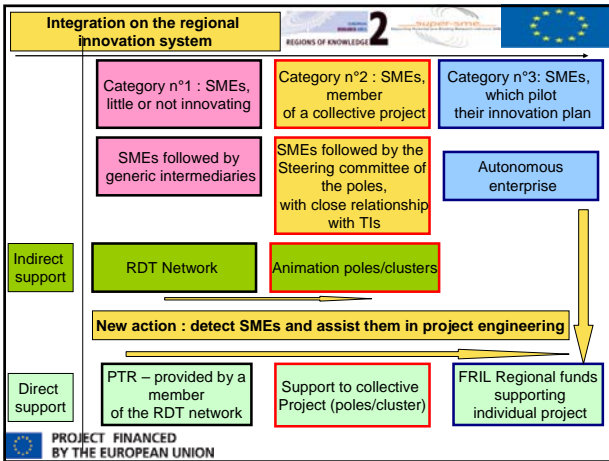 Integration on the regional
innovation system
REGIONS OF KNOWLEDGE 2
super-sme
Category n°1 : SMEs,
little or not innovating
Category n°2 : SMEs,
member
of a collective project
Category n°3: SMEs,
which pilot
their innovation plan
SMEs followed by
generic intermediaries
SMEs followed by the
Steering committee of
the poles,
with close relationship
with TIs
Autonomous
enterprise
Indirect
support
RDT Network
Animation poles/clusters
New action : detect SMEs and assist them in project engineering
Direct
support
PTR – provided by a
member
of the RDT network
Support to collective
Project (poles/cluster)
FRIL Regional funds
supporting
individual project
PROJECT FINANCED
BY THE EUROPEAN UNION